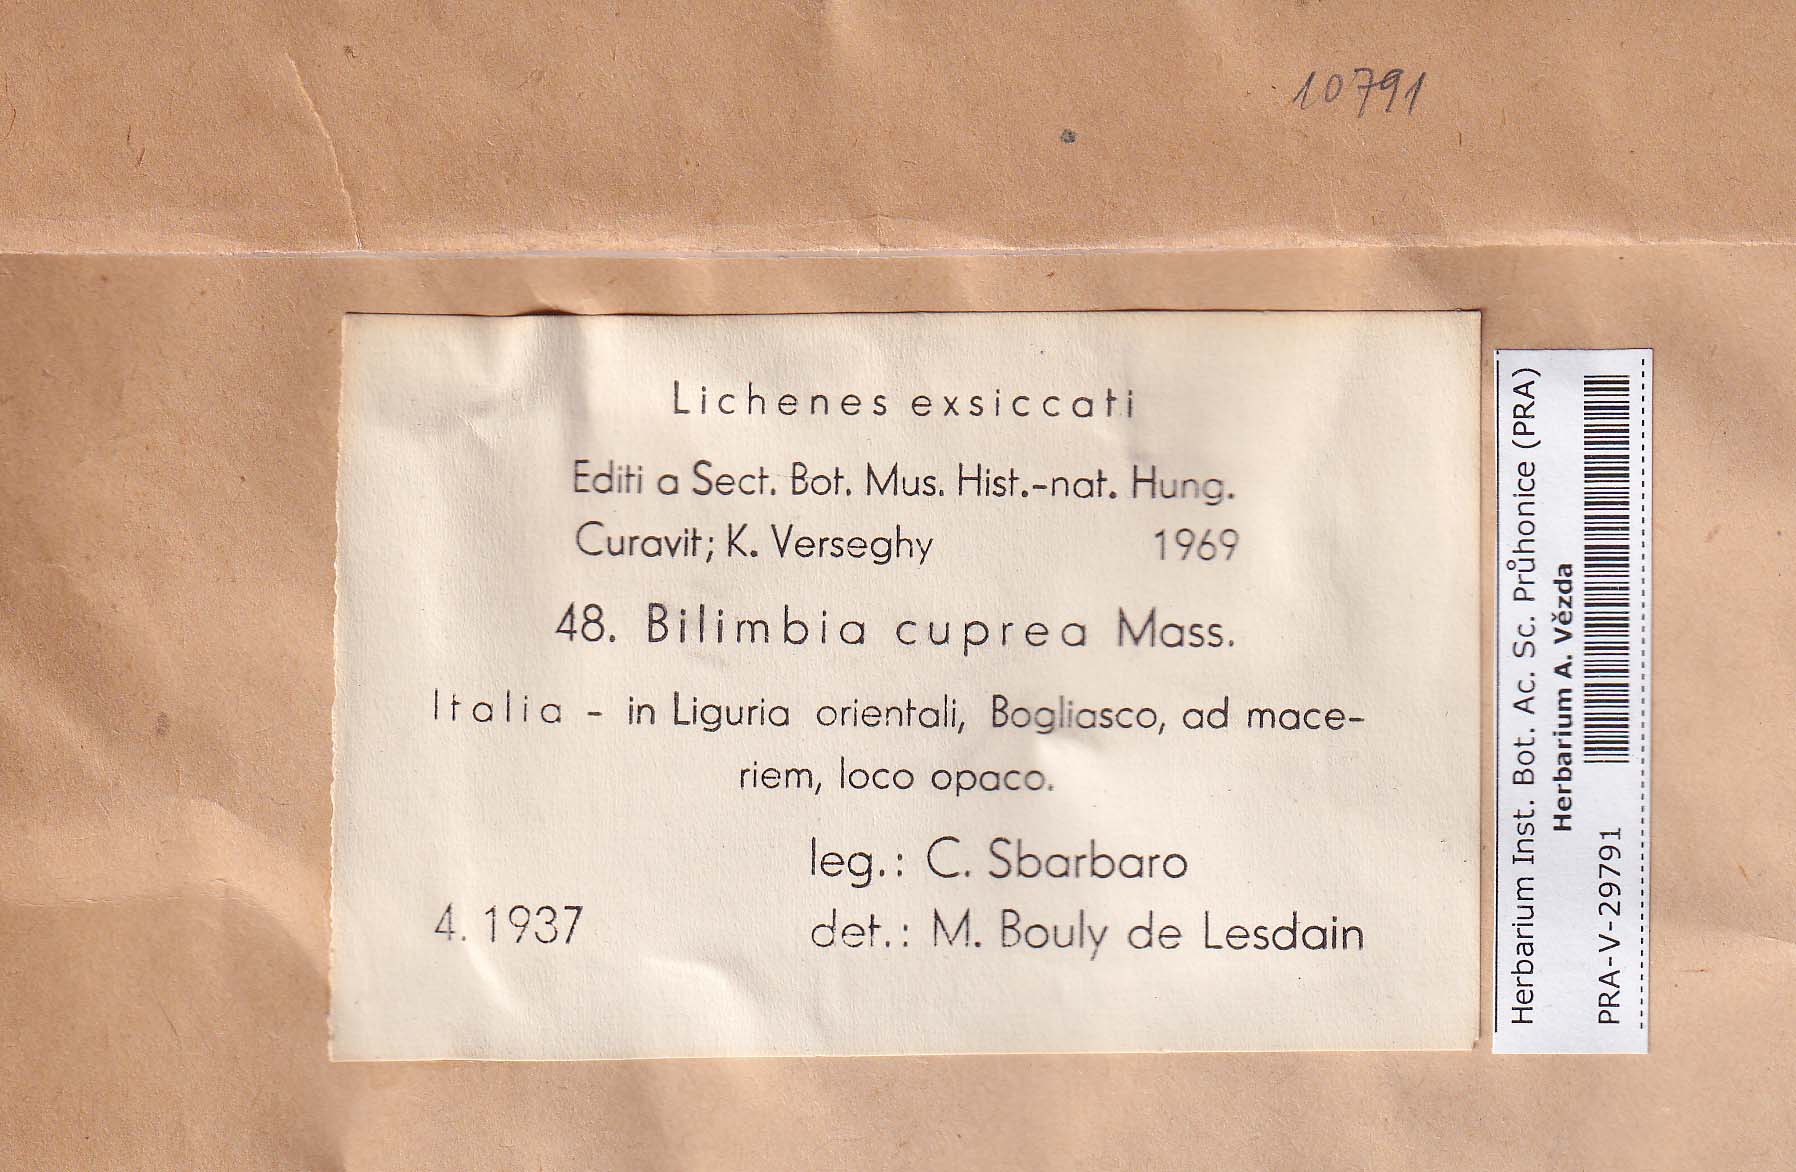 10791
Lichenes exsiccati
Editi a Sect. Bot. Mus. Hist.-nat. Hung.
Curavit; K. Verseghy 1969
48. Bilimbia cuprea Mass.
Italia - in Liguria orientali, Bogliasco, ad mace-
riem, loco opaco.
leg.: C. Sbarbaro
4. 1937 det.: M. Bouly de Lesdain
Herbarium Inst. Bot. Ac. Sc. Průhonice (PRA)
Herbarium A. Vězda
PRA-V-29791